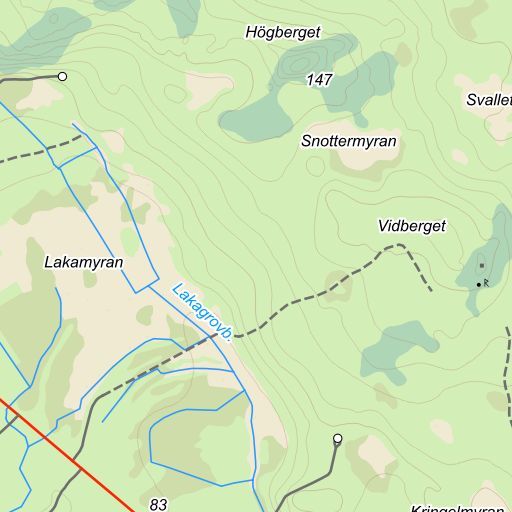 Högberget
147
Svallet
Snottermyran
Vidberget
Lakamyran
Lakagrovb.
R
83
Kringelmyran